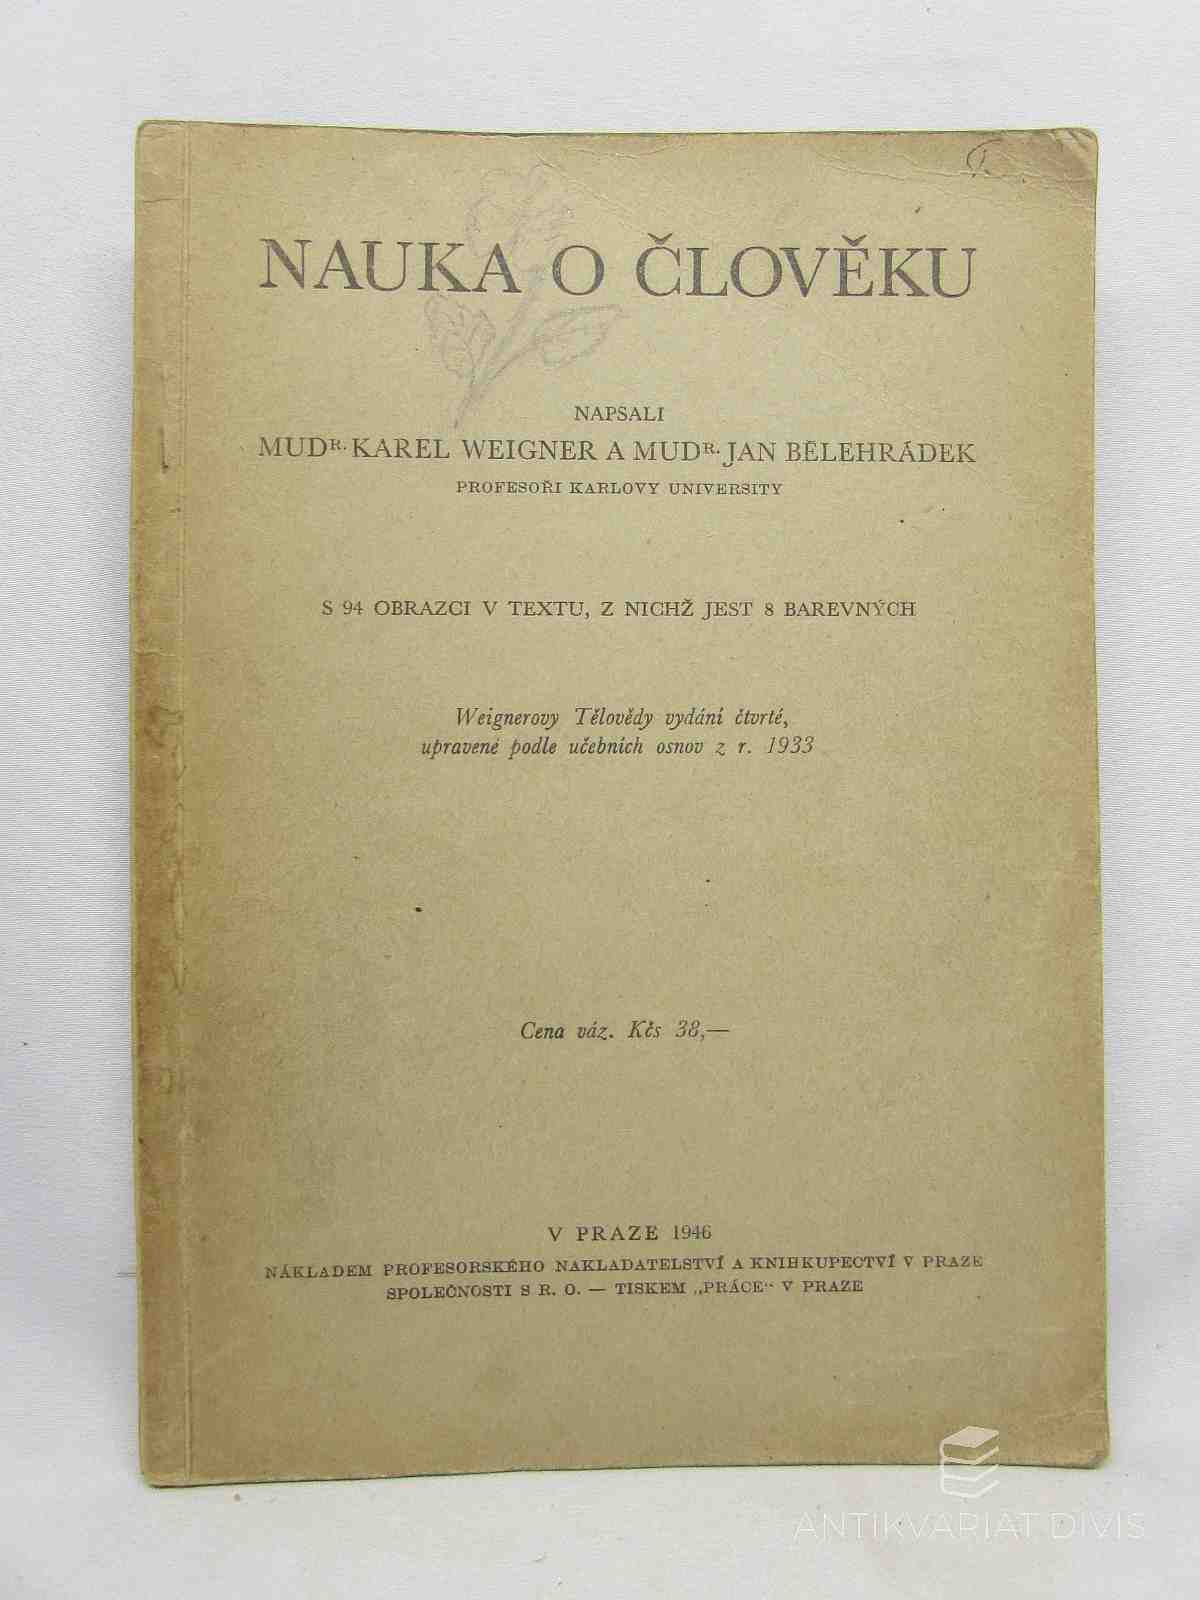 NAUKA O ČLOVĚKU
NAPSALI
MUDR. KAREL WEIGNER A MUDR. JAN BĚLEHRÁDEK
PROFESOŘI KARLOVY UNIVERSITY
S 94 OBRAZCI V TEXTU, Z NICHŽ JEST 8 BAREVNÝCH
Weignerovy Tělovědy vydání čtvrté,
upravené podle učebních osnov z r. 1933
Cena váz. Kčs 38,—
V PRAZE 1946
NÁKLADEM PROFESORSKÉHO NAKLADATELSTVÍ A KNIHKUPECTVÍ V PRAZE
SPOLEČNOSTI S R. O. — TISKEM „PRÁCE“ V PRAZE
ANTIKVARIAT DIVIS